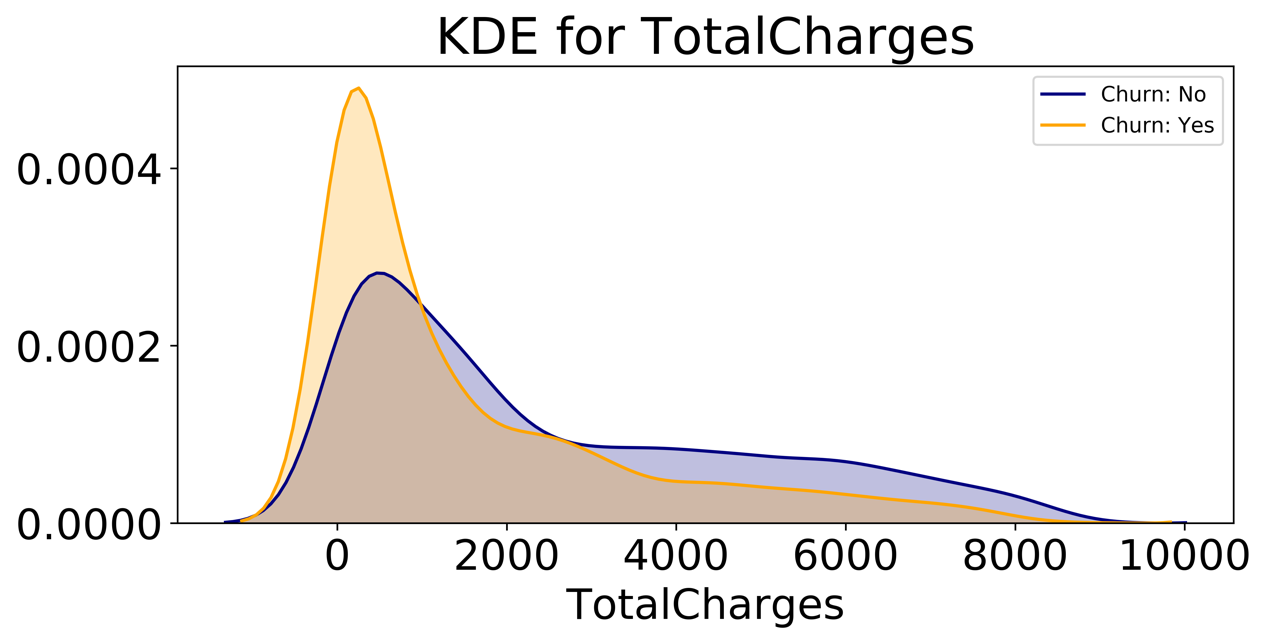 KDE for TotalCharges
Churn: No
Churn: Yes
0.0004
0.0002
0.0000
0 2000 4000 6000 8000 10000
TotalCharges